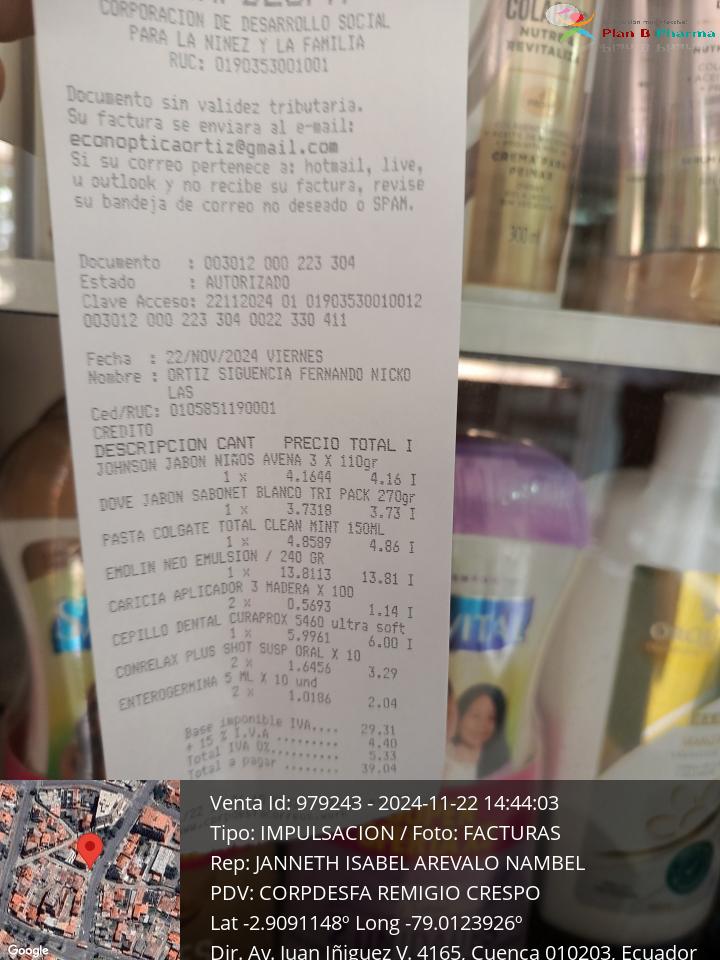 CORPORACION DE DESARROLLO SOCIAL
PARA LA NINEZ Y LA FAMILIA
RUC: 0190353001001
Documento sin validez tributaria.
Su factura se enviara al e-mail:
econopticaortiz@gmail.com
Si su correo pertenece a: hotmail, live,
u outlook y no recibe su factura, revise
su bandeja de correo no deseado o SPAM.
Documento : 003012 000 223 304
Estado : AUTORIZADO
Clave Acceso: 22112024 01 01903530010012
003012 000 223 304 0022 330 411
Fecha : 22/NOV/2024 VIERNES
Nombre : ORTIZ SIGUENCIA FERNANDO NICKO
LAS
Ced/RUC: 0105851190001
CREDITO
DESCRIPCION CANT PRECIO TOTAL I
JOHNSON JABON NIÑOS AVENA 3 X 110gr
1 x 4.1644 4.16 I
DOVE JABON SABONET BLANCO TRI PACK 270gr
1 x 3.7318 3.73 I
PASTA COLGATE TOTAL CLEAN MINT 150ML
1 x 4.8589 4.86 I
EMOLIN NEO EMULSION / 240 GR
1 x 13.8113 13.81 I
CARICIA APLICADOR 3 MADERA X 100
2 x 0.5693 1.14 I
CEPILLO DENTAL CURAPROX 5460 ultra soft
1 x 5.9961 6.00 I
CONRELAX PLUS SHOT SUSP ORAL X 10
2 x 1.6456 3.29
ENTEROGERMINA 5 ML X 10 und
2 x 1.0186 2.04
Base imponible IVA.... 29.31
+ 15 % I.V.A ......... 4.40
Total IVA 0%.......... 5.33
Total a pagar ........ 39.04
NUTRE &
REVITALIZA
CREMA PARA
PEINAR
300 ml
Plan B Pharma
Venta Id: 979243 - 2024-11-22 14:44:03
Tipo: IMPULSACION / Foto: FACTURAS
Rep: JANNETH ISABEL AREVALO NAMBEL
PDV: CORPDESFA REMIGIO CRESPO
Lat -2.9091148º Long -79.0123926º
Dir. Av. Juan Iñiguez V. 4165, Cuenca 010203, Ecuador
Google